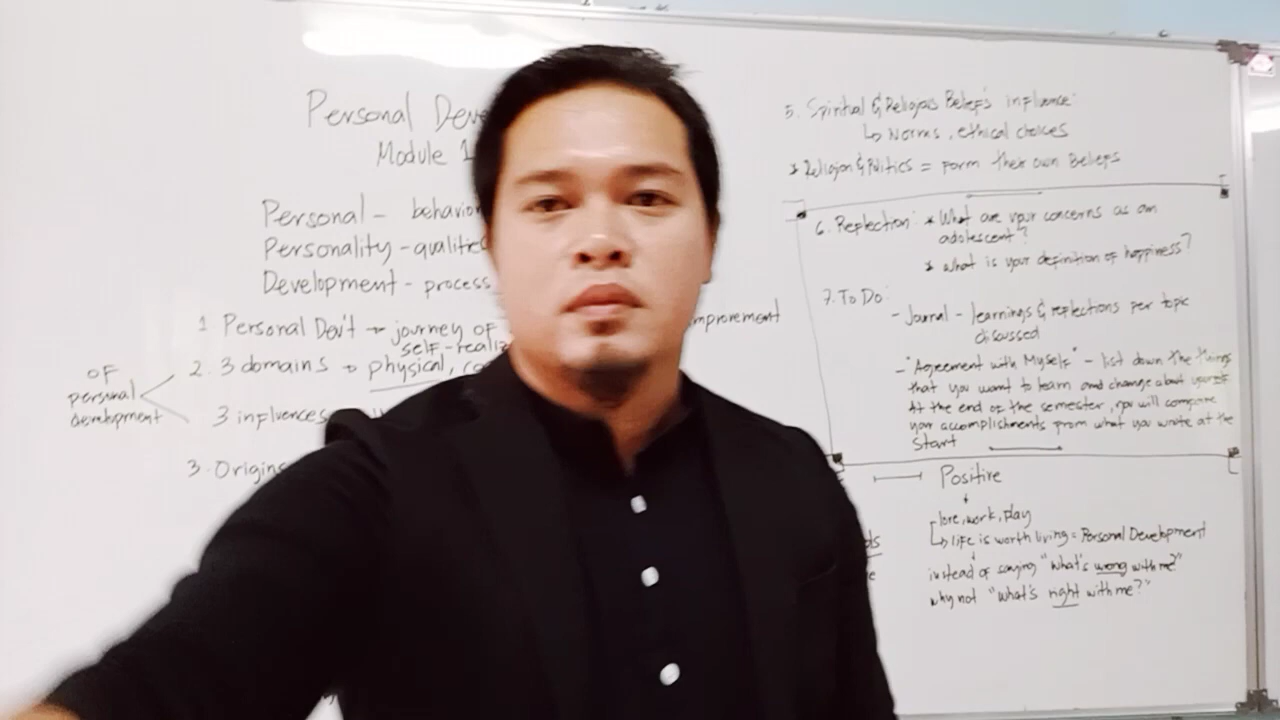 Personal Deve
Module 1
Personal - behavior
Personality - qualitie
Development - process
1 Personal Dev't → journey of
self-realiz
improvement
2. 3 domains → physical, co
OF
personal
development
3 influences
3. Origins
ds
5. Spiritual & Religious Beliefs influence:
↳ Norms, ethical choices
* Religion & Politics = form their own Beliefs
6. Reflection: * What are your concerns as an
adolescent?
* what is your definition of happiness?
7. To Do:
- Journal - learnings & reflections per topic
discussed
- "Agreement with Myself" - list down the things
that you want to learn and change about yourself.
At the end of the semester, you will compare
your accomplishments from what you wrote at the
start
Positive
love, work, play
↳ life is worth living = Personal Development
instead of saying "what's wrong with me?"
why not "what's right with me?"